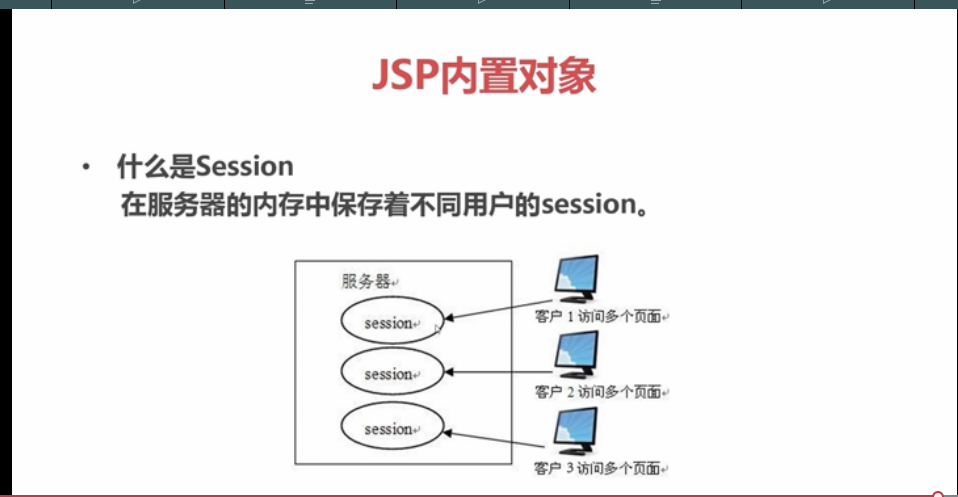 JSP内置对象
• 什么是Session
在服务器的内存中保存着不同用户的session。
服务器
session
客户 1 访问多个页面
session
客户 2 访问多个页面
session
客户 3 访问多个页面